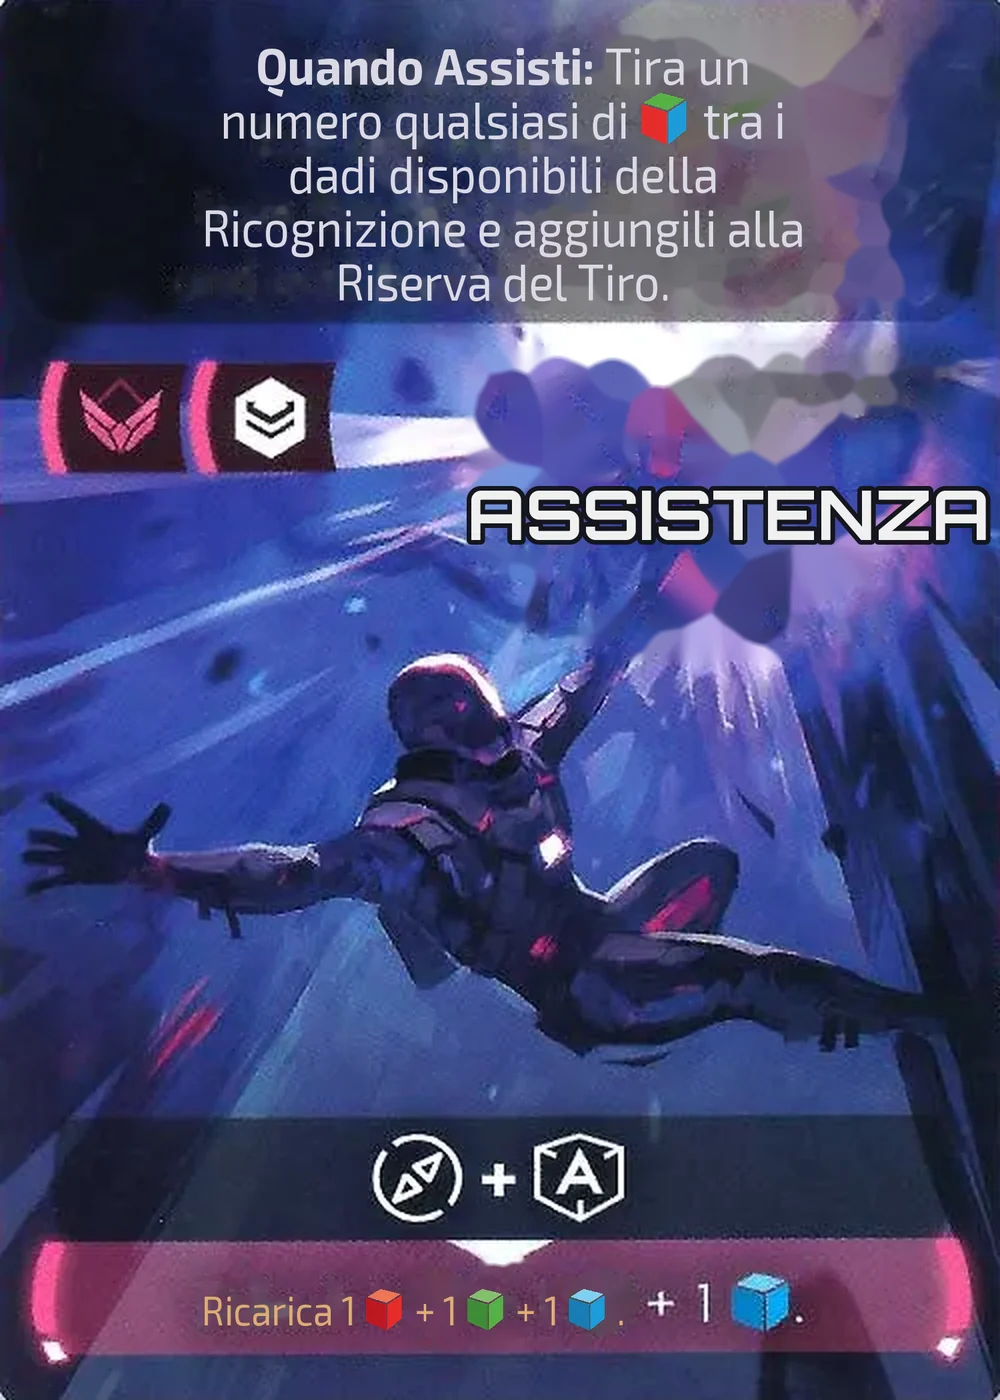 Quando Assisti: Tira un
numero qualsiasi di tra i
dadi disponibili della
Ricognizione e aggiungili alla
Riserva del Tiro.
ASSISTENZA
+ A
Ricarica 1 + 1 + 1 . + 1 .